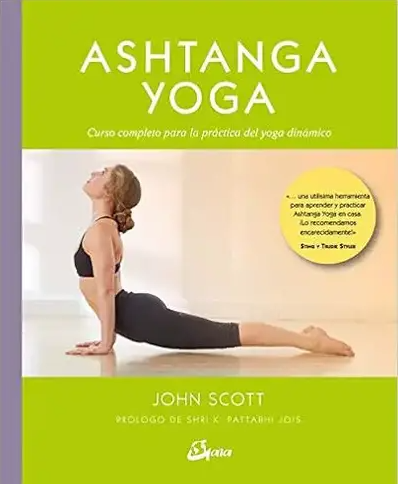 ASHTANGA
YOGA
Curso completo para la práctica del yoga dinámico
«... una utilísima herramienta
para aprender y practicar
Ashtanga Yoga en casa.
¡Lo recomendamos
encarecidamente!»
STING Y TRUDIE STYLER
JOHN SCOTT
PRÓLOGO DE SHRI K. PATTABHI JOIS
Gaia